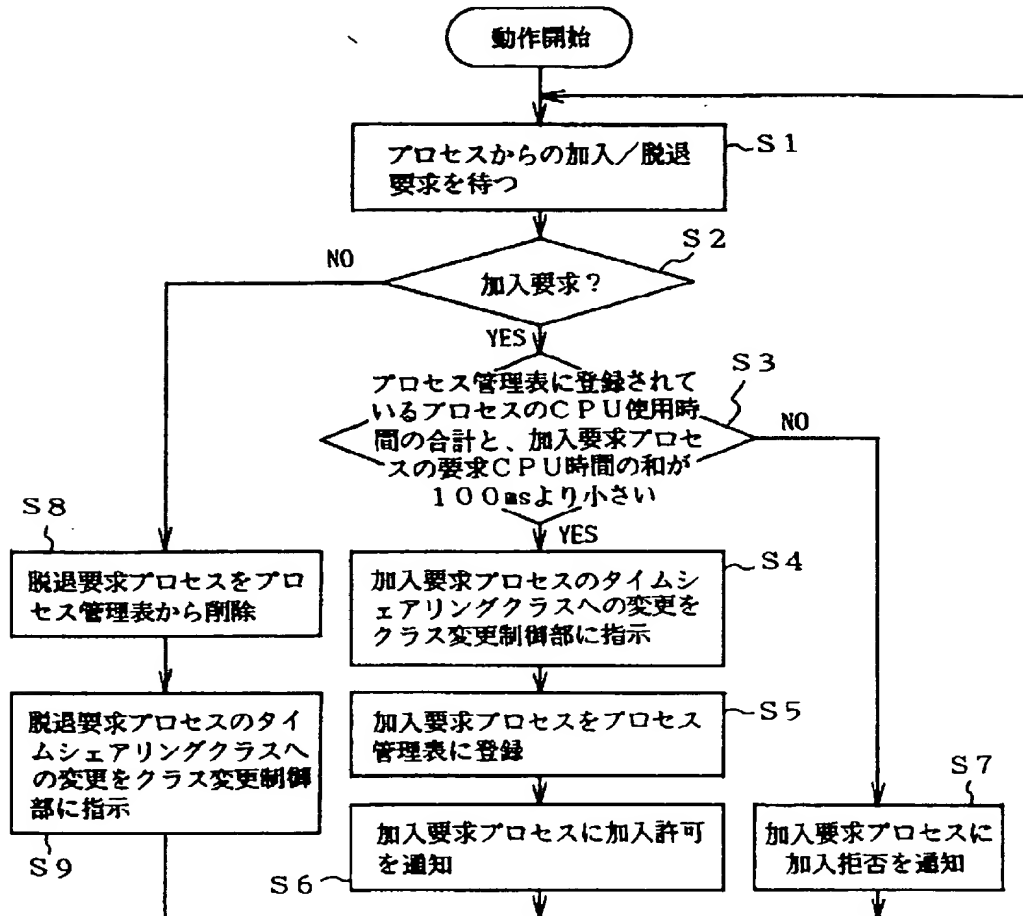 動作開始
プロセスからの加入／脱退
要求を待つ
S1
S2
NO
加入要求？
YES
S3
プロセス管理表に登録されて
いるプロセスのCPU使用時
間の合計と、加入要求プロセ
スの要求CPU時間の和が
100msより小さい
NO
YES
S8
脱退要求プロセスをプロ
セス管理表から削除
S4
加入要求プロセスのタイムシ
ェアリングクラスへの変更を
クラス変更制御部に指示
脱退要求プロセスのタイ
ムシェアリングクラスへ
の変更をクラス変更制御
部に指示
S9
加入要求プロセスをプロセス
管理表に登録
S5
加入要求プロセスに加入許可
を通知
S6
S7
加入要求プロセスに
加入拒否を通知